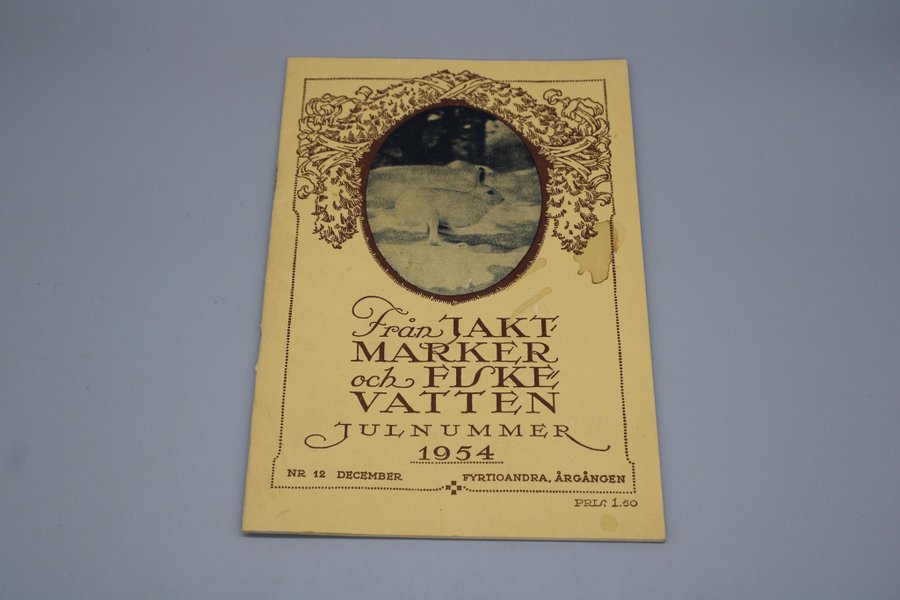 Från JAKT-
MARKER
och FISKE
VATTEN
JULNUMMER
1954
NR 12 DECEMBER
FYRTIOANDRA, ÅRGÅNGEN
PRIS 1.50